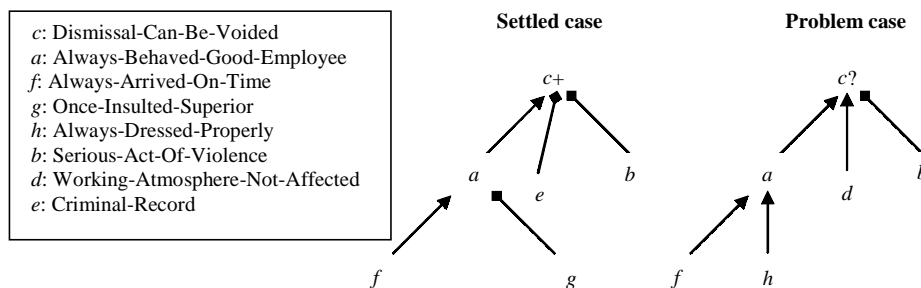 c: Dismissal-Can-Be-Voided
a: Always-Behaved-Good-Employee
f: Always-Arrived-On-Time
g: Once-Insulted-Superior
h: Always-Dressed-Properly
b: Serious-Act-Of-Violence
d: Working-Atmosphere-Not-Affected
e: Criminal-Record
Settled case
c+
a e b
f g
Problem case
c?
a d b
f h